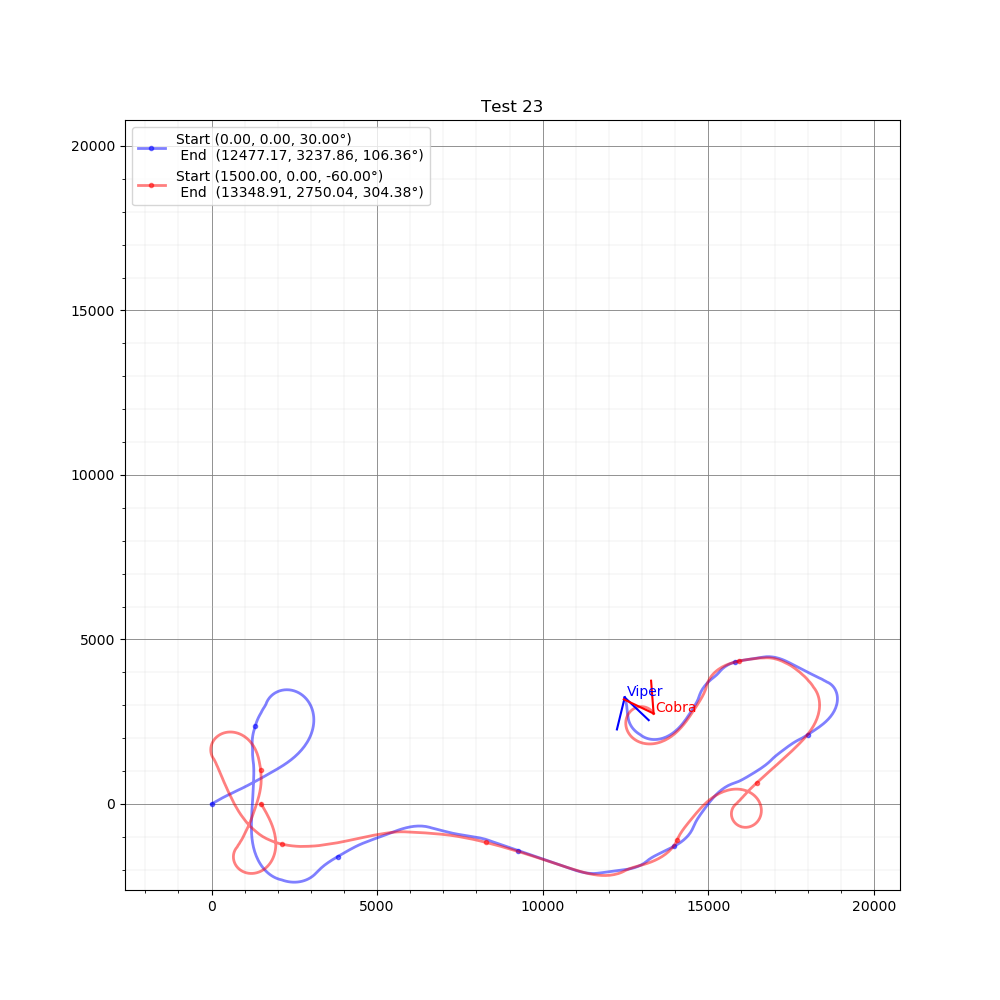 Test 23
Start (0.00, 0.00, 30.00°)
End  (12477.17, 3237.86, 106.36°)
Start (1500.00, 0.00, -60.00°)
End  (13348.91, 2750.04, 304.38°)
20000
15000
10000
5000
0
Viper
Cobra
0 5000 10000 15000 20000